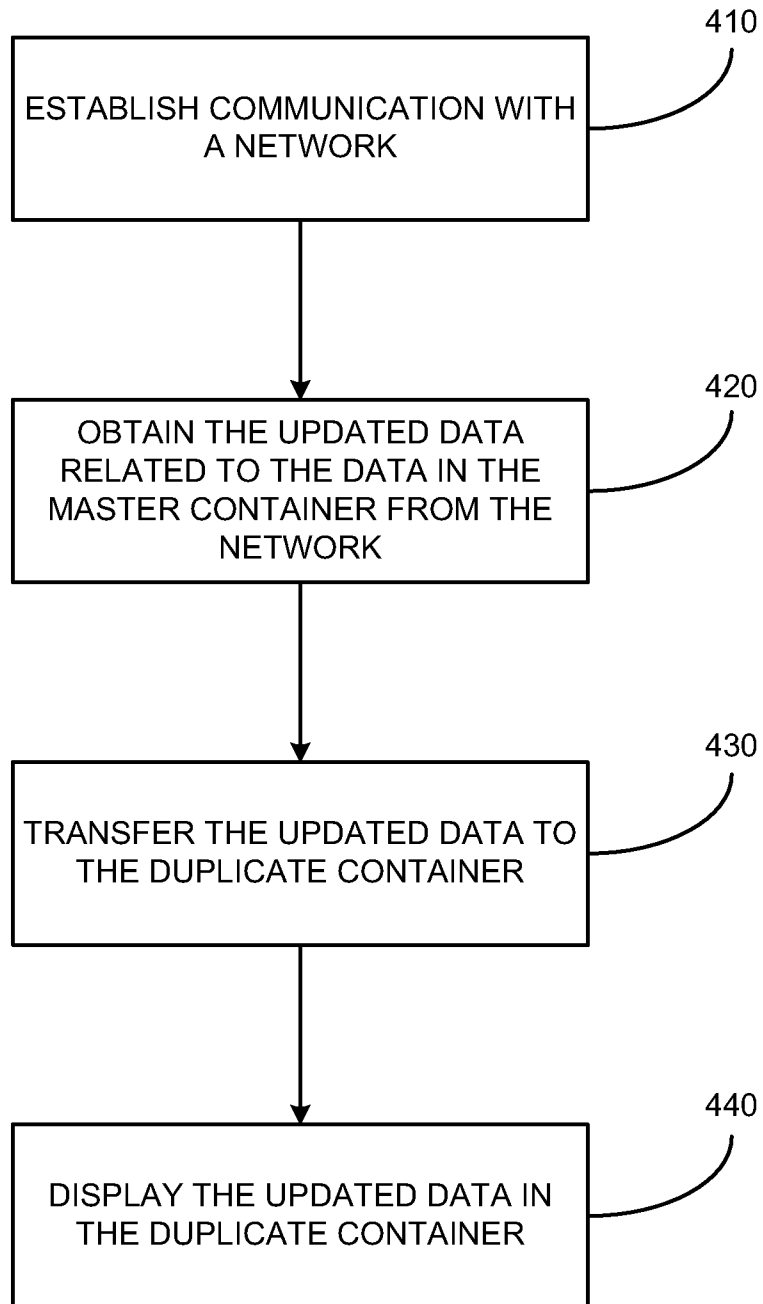 410
ESTABLISH COMMUNICATION WITH
A NETWORK
420
OBTAIN THE UPDATED DATA
RELATED TO THE DATA IN THE
MASTER CONTAINER FROM THE
NETWORK
430
TRANSFER THE UPDATED DATA TO
THE DUPLICATE CONTAINER
440
DISPLAY THE UPDATED DATA IN
THE DUPLICATE CONTAINER